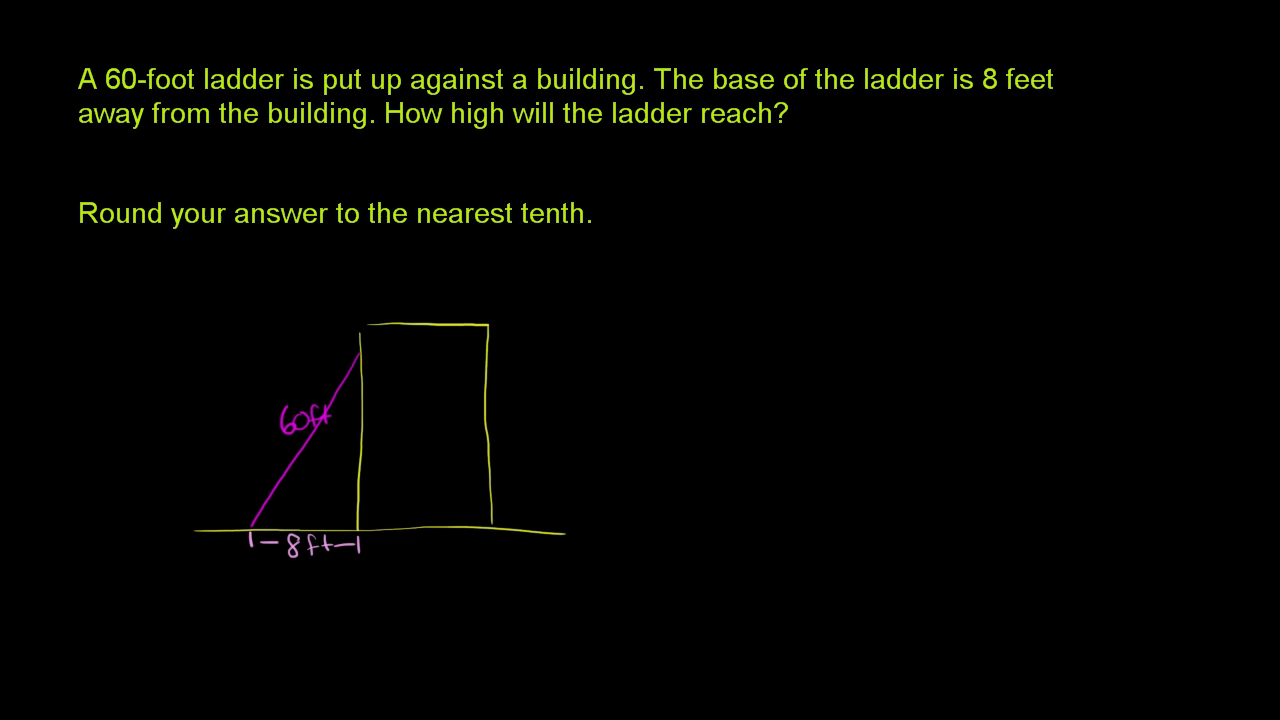 A 60-foot ladder is put up against a building. The base of the ladder is 8 feet
away from the building. How high will the ladder reach?
Round your answer to the nearest tenth.
60ft
8ft